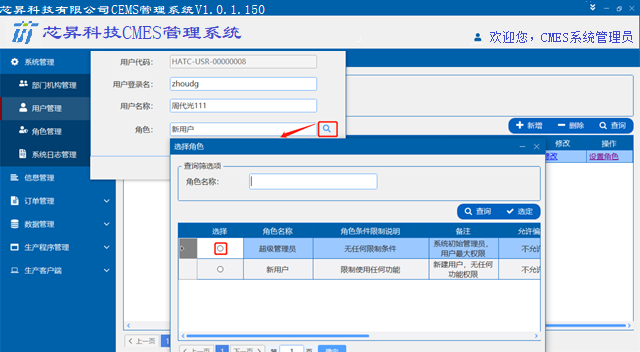 芯昇科技有限公司CEMS管理系统V1.0.1.150
芯昇科技CMES管理系统
欢迎您，CMES系统管理员
系统管理
部门机构管理
用户管理
角色管理
系统日志管理
信息管理
订单管理
数据管理
生产程序管理
生产客户端
用户代码：
HATC-USR-00000008
用户登录名：
zhoudg
用户名称：
周代光111
角色：
新用户
新增 删除 查询
修改 操作
修改 设置角色
选择角色
查询筛选项
角色名称：
查询 选定
选择 角色名称 角色条件限制说明 备注 允许编
超级管理员 无任何限制条件 系统初始管理员，用户最大权限 不允许
新用户 限制使用任何功能 新建用户、无任何功能权限 不允许
上一页 1
上一页 1 下一页 第 1 页 确定